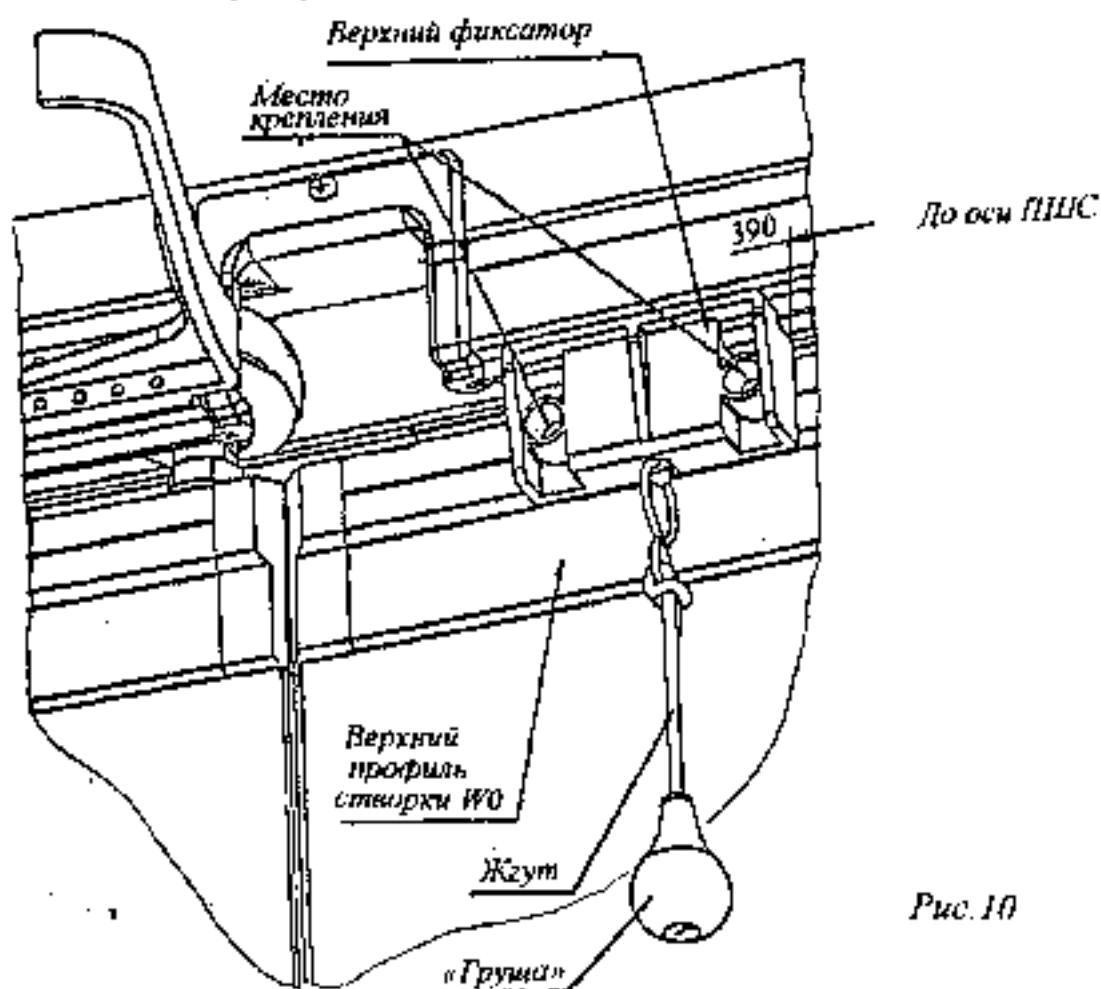 Верхний фиксатор
Место
крепления
390
До оси ПШС
Верхний
профиль
створки W0
Жгут
«Груша»
Рис. 10